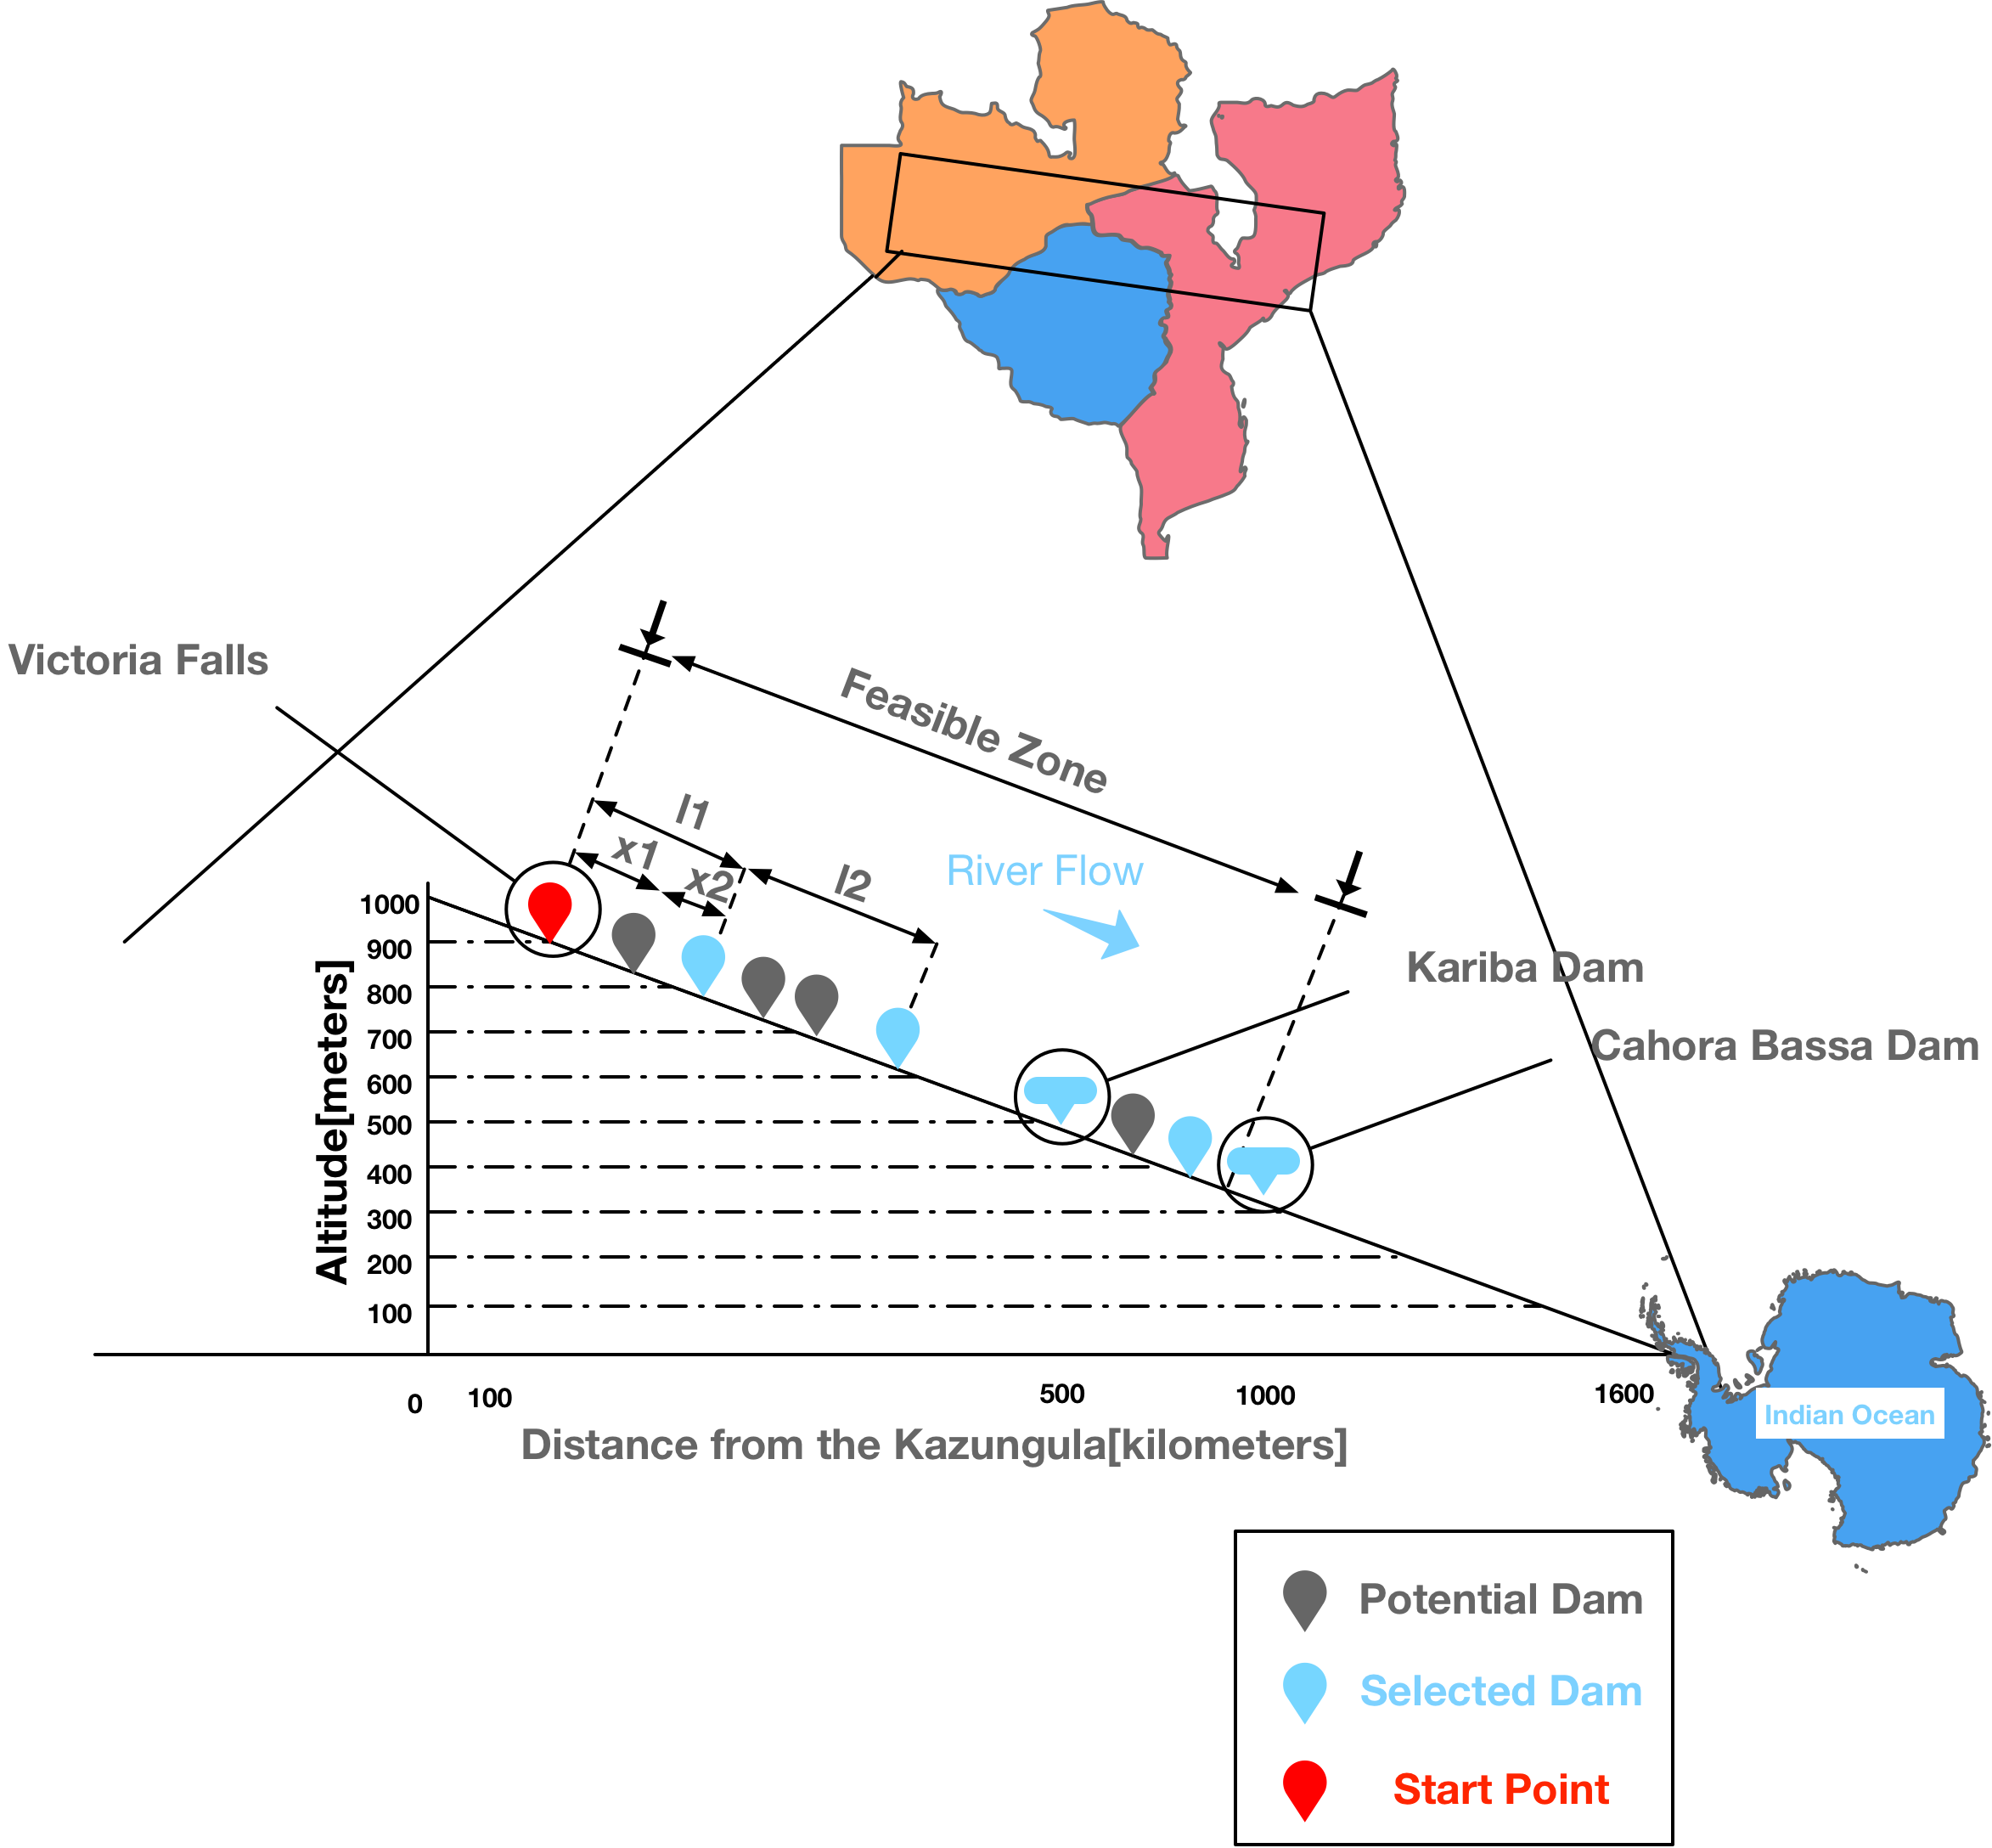 Victoria Falls
Feasible Zone
l1
x1
x2
l2
River Flow
Kariba Dam
Cahora Bassa Dam
Altitude[meters]
1000
900
800
700
600
500
400
300
200
100
0
100
500
1000
1600
Distance from the Kazungula[kilometers]
Indian Ocean
Potential Dam
Selected Dam
Start Point